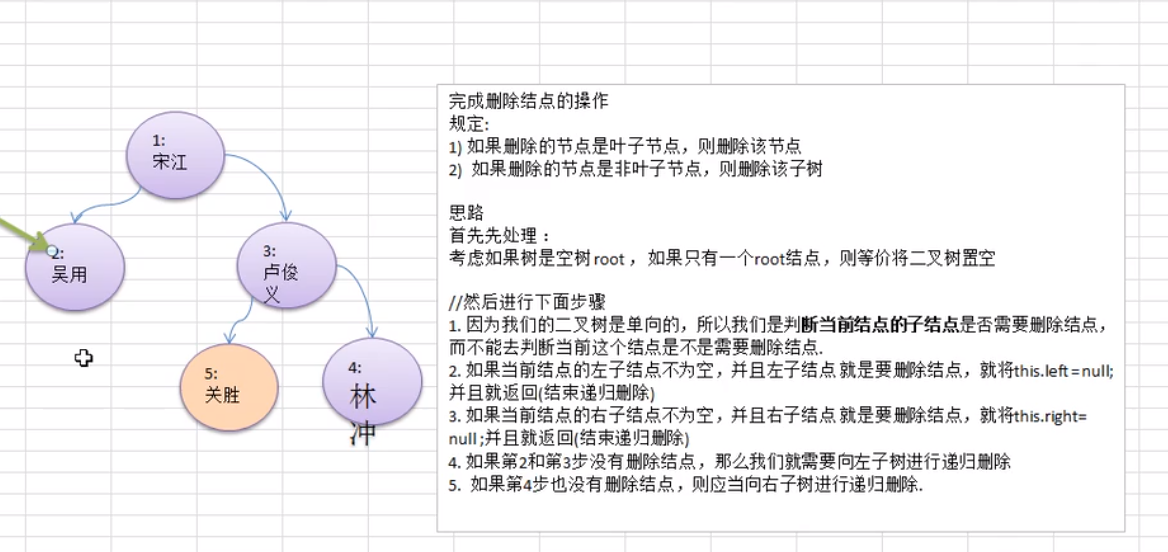 1:
宋江
2:
吴用
3:
卢俊
义
5:
关胜
4:
林
冲
完成删除结点的操作
规定:
1) 如果删除的节点是叶子节点，则删除该节点
2) 如果删除的节点是非叶子节点，则删除该子树
思路
首先先处理：
考虑如果树是空树root，如果只有一个root结点，则等价将二叉树置空
//然后进行下面步骤
1. 因为我们的二叉树是单向的，所以我们是判断当前结点的子结点是否需要删除结点，
而不能去判断当前这个结点是不是需要删除结点.
2. 如果当前结点的左子结点不为空，并且左子结点 就是要删除结点，就将this.left=null;
并且就返回(结束递归删除)
3. 如果当前结点的右子结点不为空，并且右子结点 就是要删除结点，就将this.right=
null;并且就返回(结束递归删除)
4. 如果第2和第3步没有删除结点，那么我们就需要向左子树进行递归删除
5. 如果第4步也没有删除结点，则应当向右子树进行递归删除.